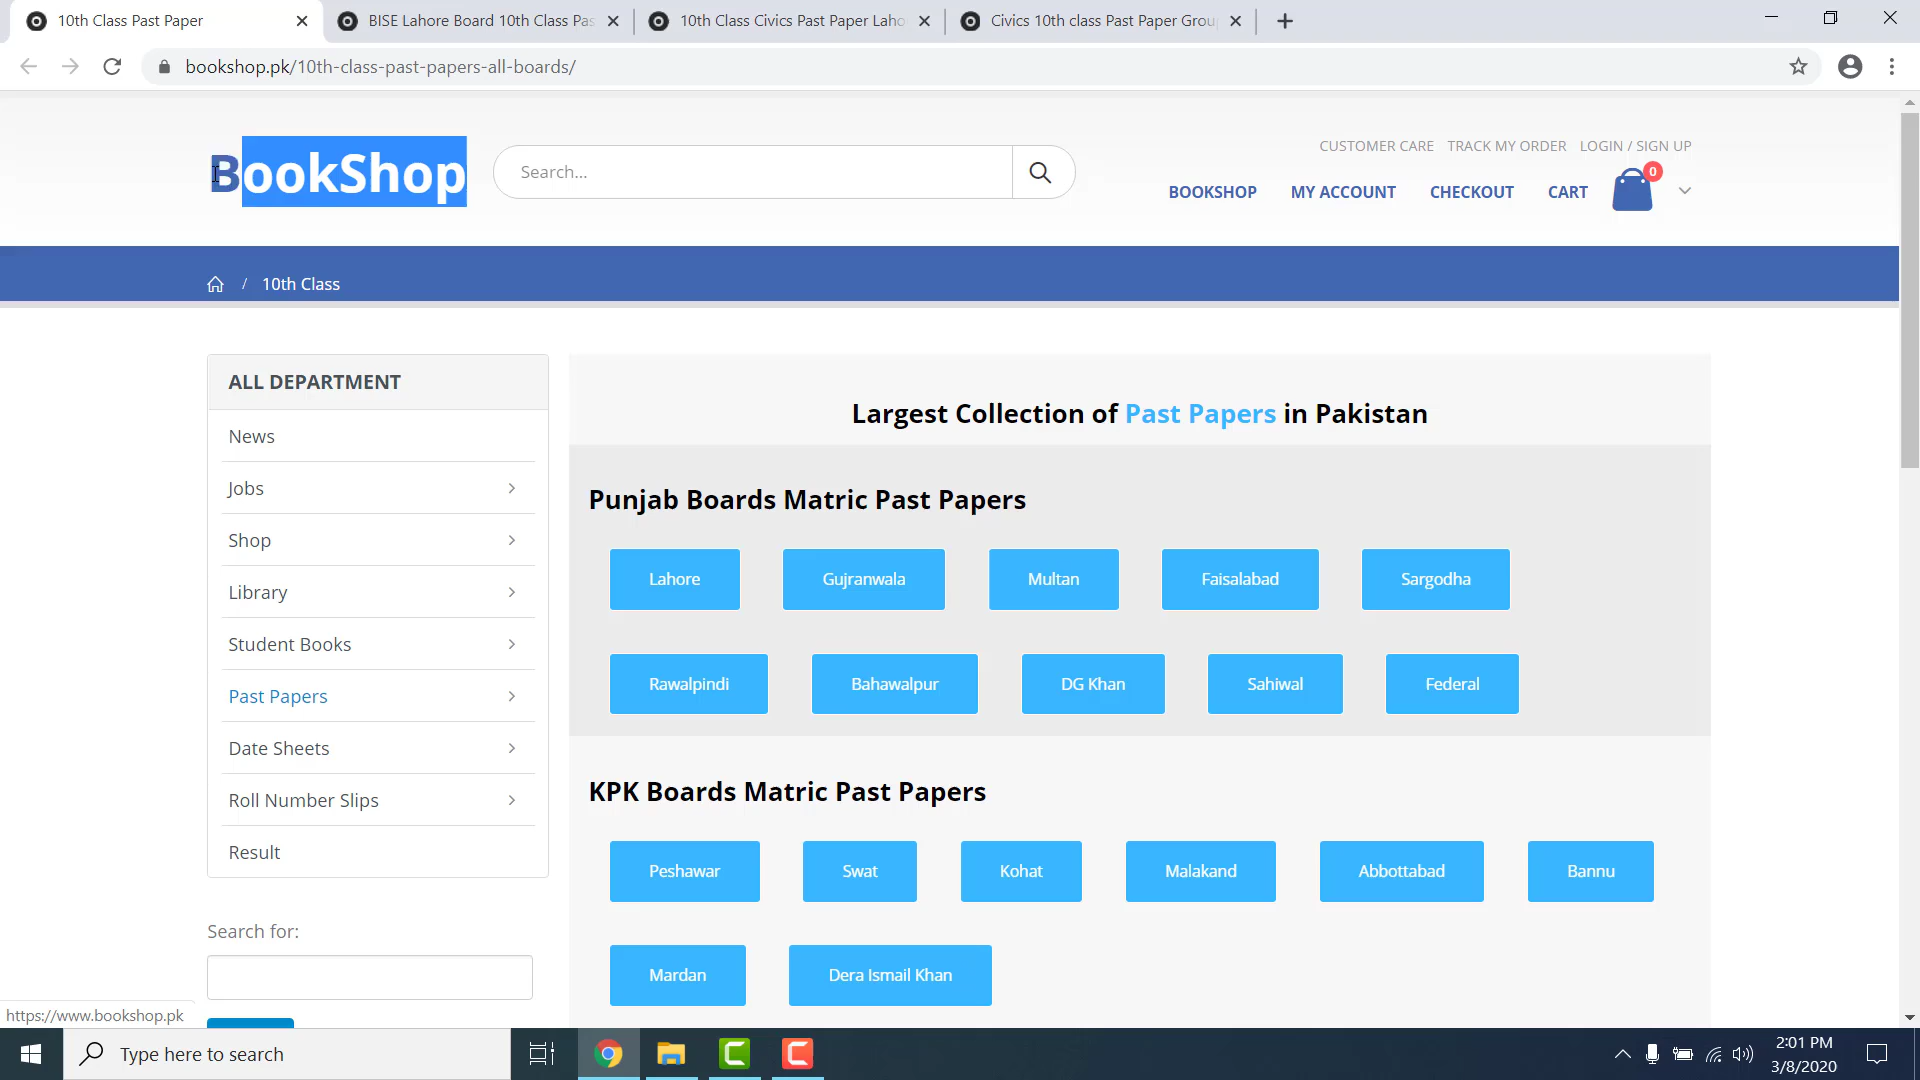 10th Class Past Paper
BISE Lahore Board 10th Class Pas
10th Class Civics Past Paper Laho
Civics 10th class Past Paper Grou
bookshop.pk/10th-class-past-papers-all-boards/
BookShop
Search...
CUSTOMER CARE TRACK MY ORDER LOGIN / SIGN UP
BOOKSHOP MY ACCOUNT CHECKOUT CART 0
/ 10th Class
ALL DEPARTMENT
News
Jobs
Shop
Library
Student Books
Past Papers
Date Sheets
Roll Number Slips
Result
Search for:
Largest Collection of Past Papers in Pakistan
Punjab Boards Matric Past Papers
Lahore Gujranwala Multan Faisalabad Sargodha
Rawalpindi Bahawalpur DG Khan Sahiwal Federal
KPK Boards Matric Past Papers
Peshawar Swat Kohat Malakand Abbottabad Bannu
Mardan Dera Ismail Khan
https://www.bookshop.pk
Type here to search
2:01 PM
3/8/2020